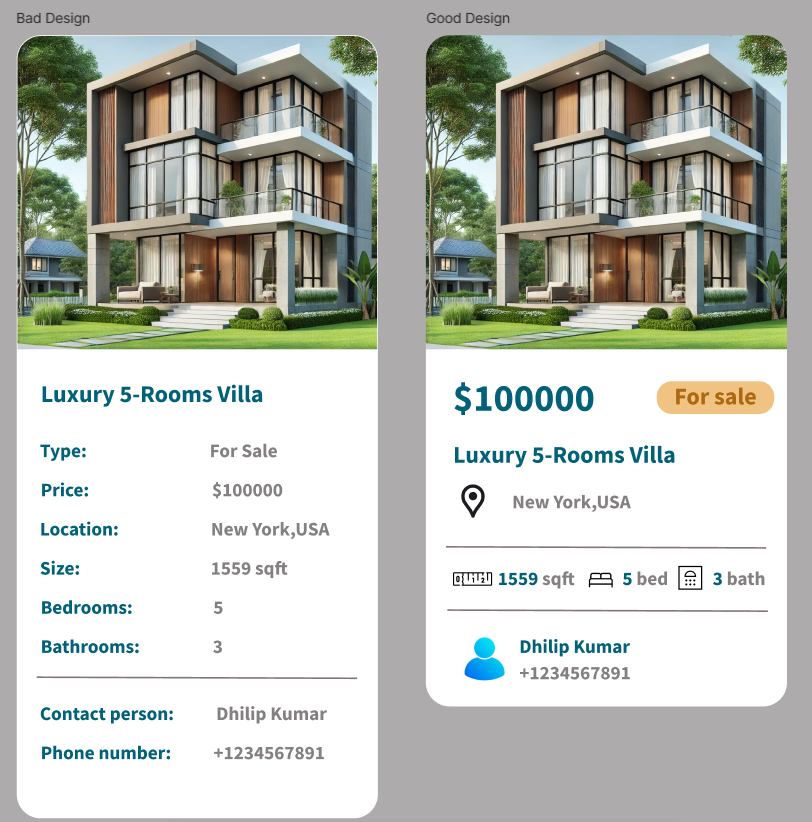 Bad Design
Luxury 5-Rooms Villa
Type: For Sale
Price: $100000
Location: New York,USA
Size: 1559 sqft
Bedrooms: 5
Bathrooms: 3
Contact person: Dhilip Kumar
Phone number: +1234567891
Good Design
$100000 For sale
Luxury 5-Rooms Villa
New York,USA
1559 sqft 5 bed 3 bath
Dhilip Kumar
+1234567891